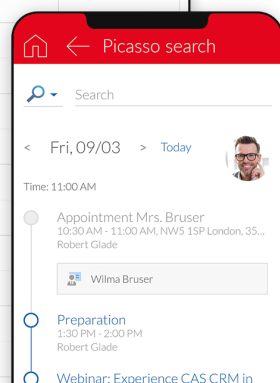 Picasso search
Search
< Fri, 09/03 > Today
Time: 11:00 AM
Appointment Mrs. Bruser
10:30 AM - 11:00 AM, NW5 1SP London, 35...
Robert Glade
Wilma Bruser
Preparation
1:30 PM - 2:00 PM
Robert Glade
Webinar: Experience CAS CRM in